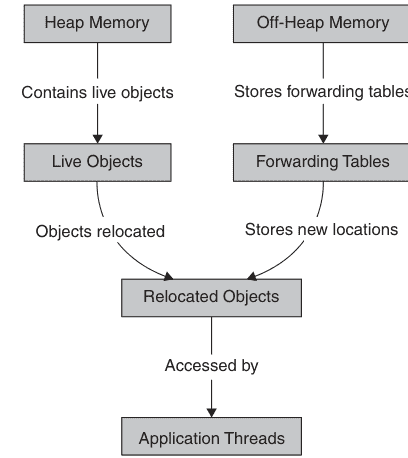 Heap Memory
Off-Heap Memory
Contains live objects
Stores forwarding tables
Live Objects
Forwarding Tables
Objects relocated
Stores new locations
Relocated Objects
Accessed by
Application Threads